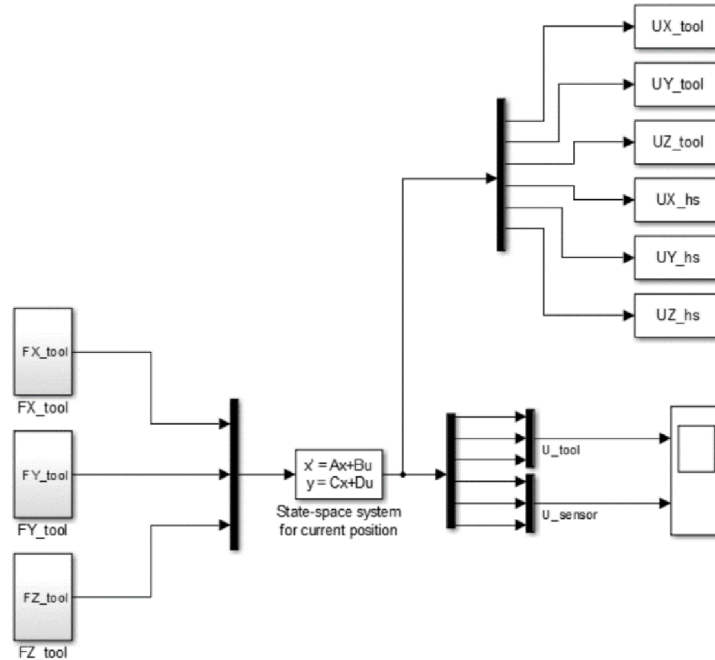 UX_tool
UY_tool
UZ_tool
UX_hs
UY_hs
UZ_hs
FX_tool
FX_tool
FY_tool
FY_tool
FZ_tool
FZ_tool
x' = Ax+Bu
y = Cx+Du
State-space system
for current position
U_tool
U_sensor